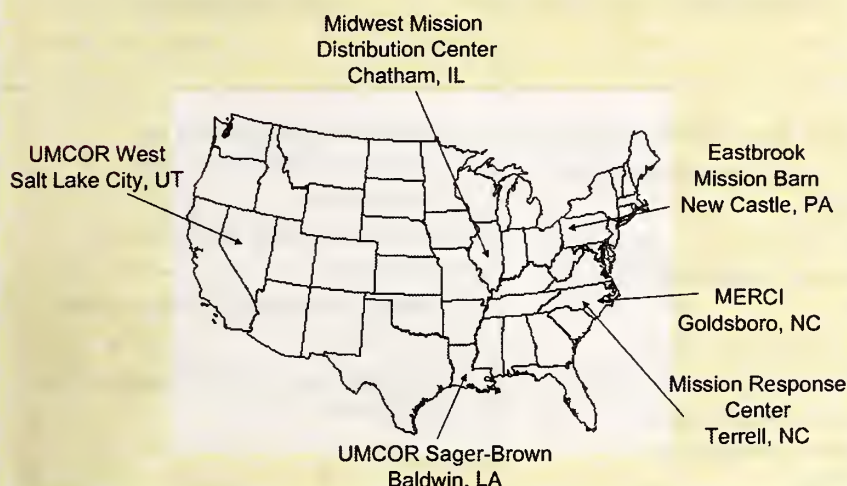 Midwest Mission
Distribution Center
Chatham, IL
UMCOR West
Salt Lake City, UT
Eastbrook
Mission Barn
New Castle, PA
MERCI
Goldsboro, NC
Mission Response
Center
Terrell, NC
UMCOR Sager-Brown
Baldwin, LA